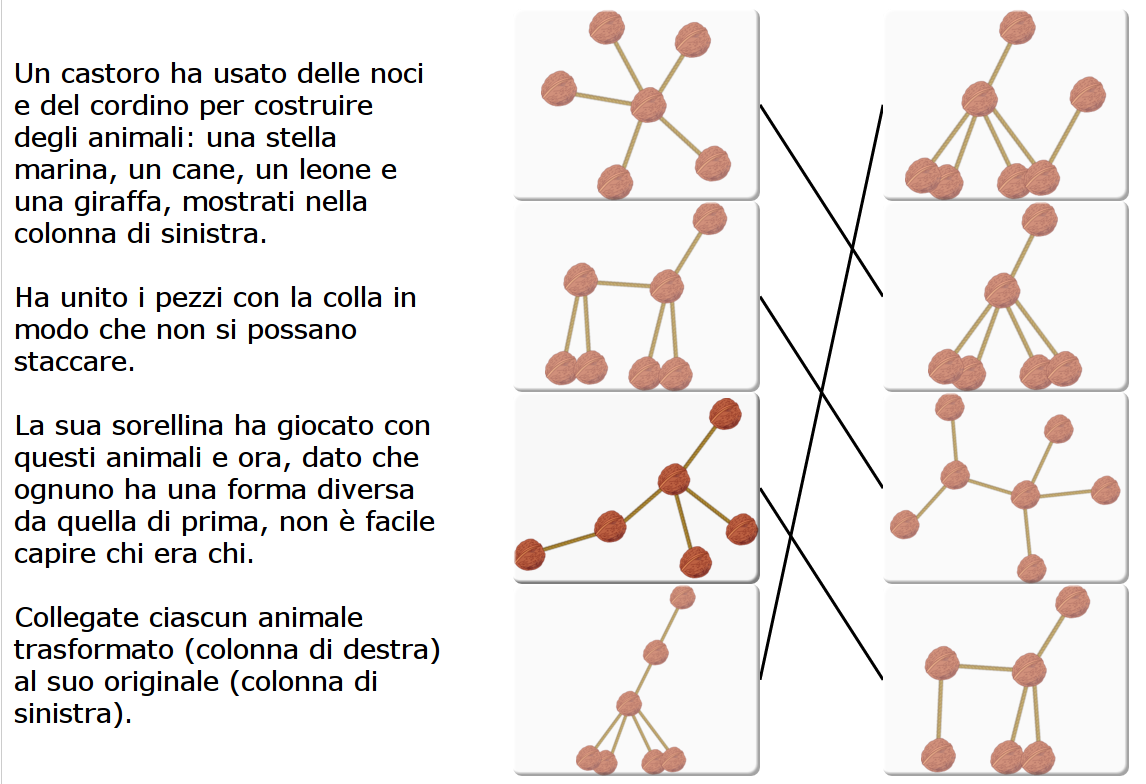 Un castoro ha usato delle noci
e del cordino per costruire
degli animali: una stella
marina, un cane, un leone e
una giraffa, mostrati nella
colonna di sinistra.
Ha unito i pezzi con la colla in
modo che non si possano
staccare.
La sua sorellina ha giocato con
questi animali e ora, dato che
ognuno ha una forma diversa
da quella di prima, non è facile
capire chi era chi.
Collegate ciascun animale
trasformato (colonna di destra)
al suo originale (colonna di
sinistra).